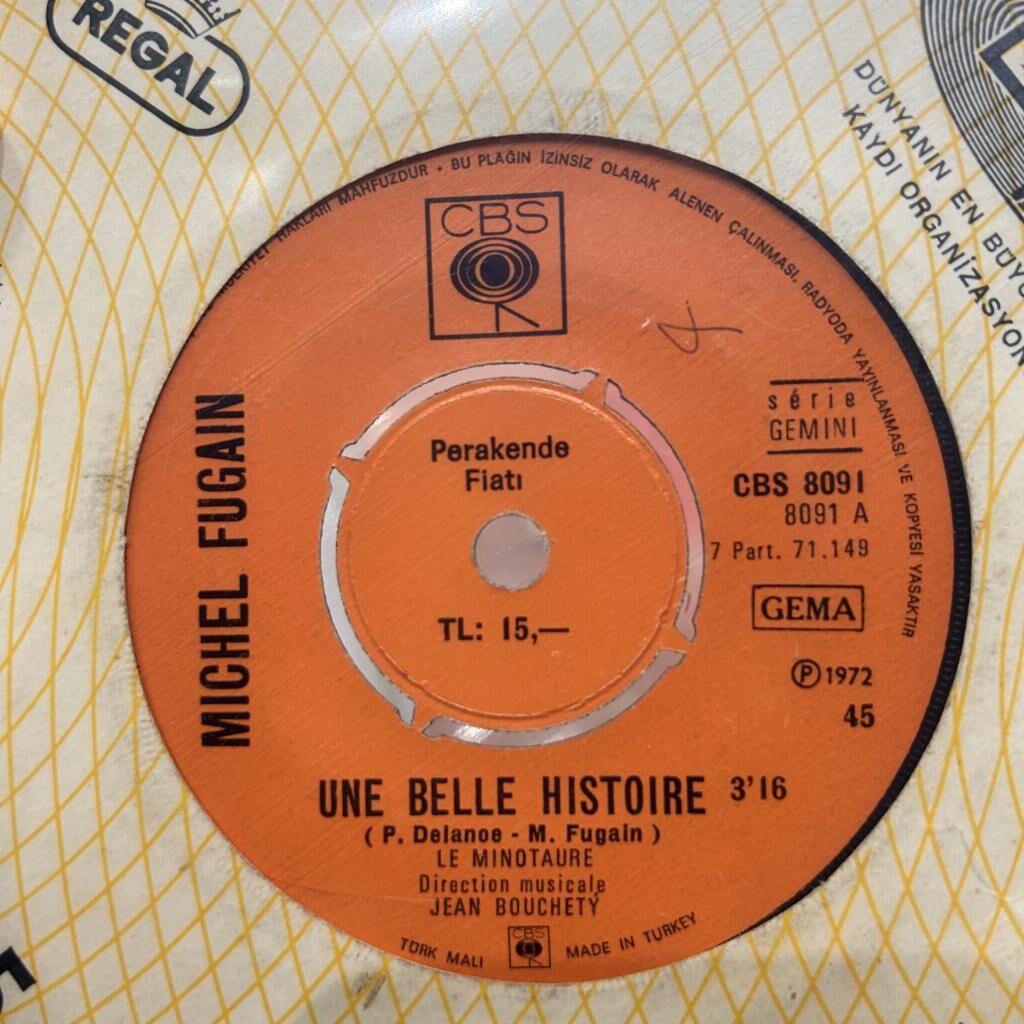 REGAL
DÜNYANIN EN BÜYÜ
KAYDI ORGANİZASYON
HAKLARI MAHFUZDUR • BU PLAĞIN İZİNSİZ OLARAK ALENEN ÇALINMASI, RADYODA YAYINLANMASI VE KOPYESİ YASAKTIR
CBS
MICHEL FUGAIN
Perakende
Fiatı
TL: 15,—
série
GEMINI
CBS 8091
8091 A
7 Part. 71.149
GEMA
Ⓟ 1972
45
UNE BELLE HISTOIRE 3'16
( P. Delanoe - M. Fugain )
LE MINOTAURE
Direction musicale
JEAN BOUCHETY
TÜRK MALI CBS MADE IN TURKEY